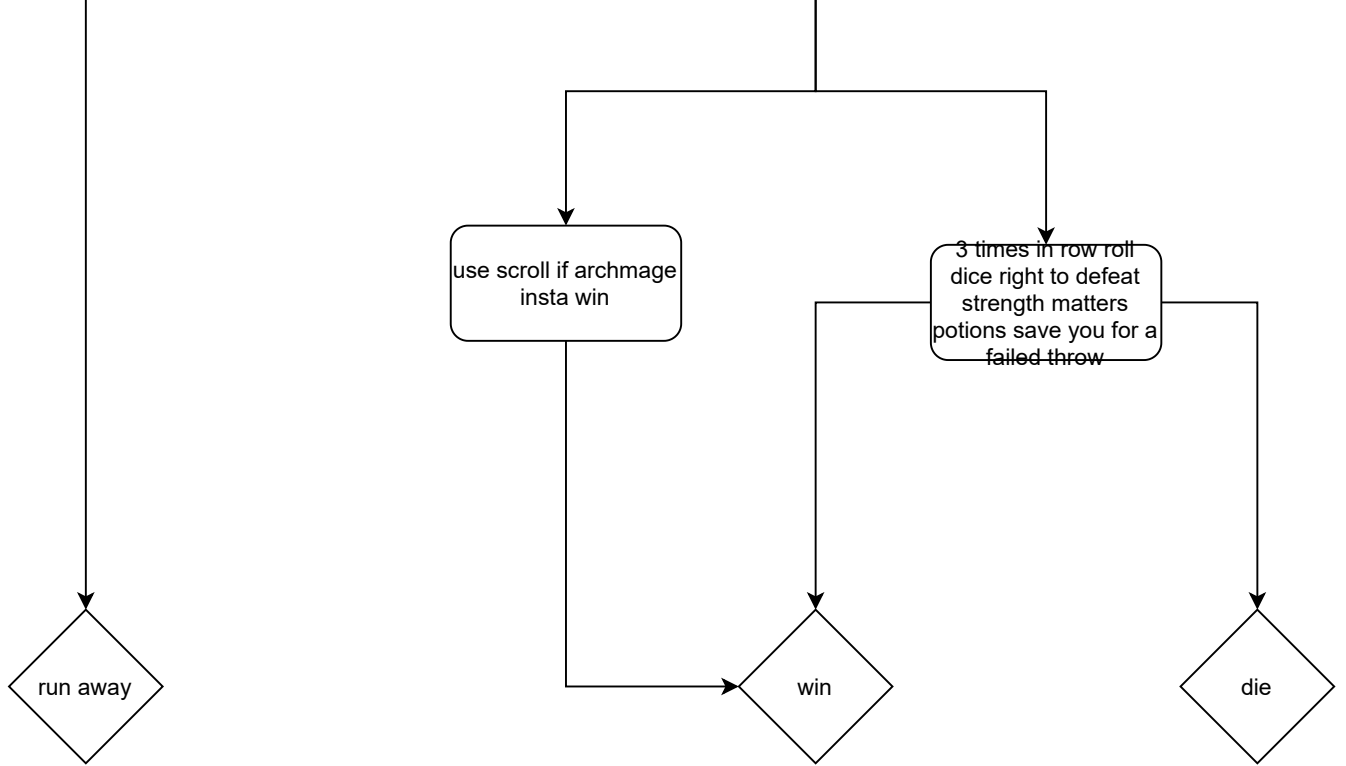 use scroll if archmage
insta win
3 times in row roll
dice right to defeat
strength matters
potions save you for a
failed throw
run away
win
die